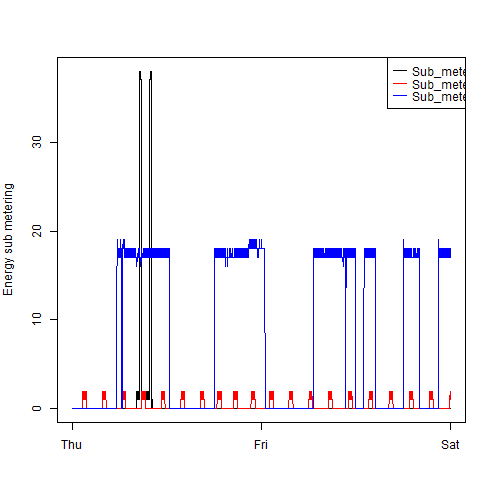 Sub_mete
Sub_mete
Sub_mete
Energy sub metering
0
10
20
30
Thu
Fri
Sat